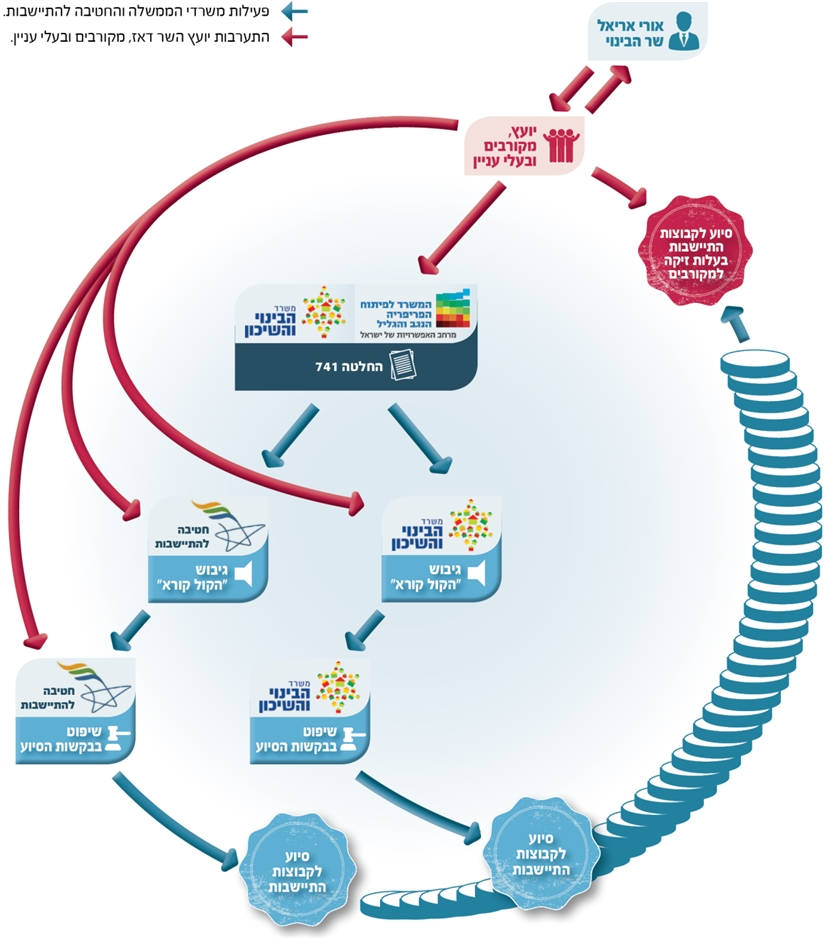 פעילות משרדי הממשלה והחטיבה להתיישבות.
התערבות יועץ השר דאז, מקורבים ובעלי עניין.
אורי אריאל
שר הבינוי
יועץ,
מקורבים
ובעלי עניין
סיוע לקבוצות
התיישבות
בעלות זיקה
למקורבים
המשרד לפיתוח
הפריפריה
הנגב והגליל
מרחב האפשרויות של ישראל
משרד
הבינוי
והשיכון
החלטה 741
משרד
הבינוי
והשיכון
גיבוש
"הקול קורא"
חטיבה
להתיישבות
גיבוש
"הקול קורא"
משרד
הבינוי
והשיכון
שיפוט
בבקשות הסיוע
חטיבה
להתיישבות
שיפוט
בבקשות הסיוע
סיוע
לקבוצות
התיישבות
סיוע
לקבוצות
התיישבות